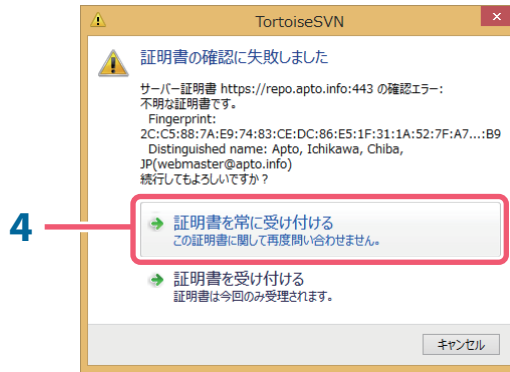 TortoiseSVN
証明書の確認に失敗しました
サーバー証明書 https://repo.apto.info:443 の確認エラー:
不明な証明書です。
Fingerprint:
2C:C5:88:7A:E9:74:83:CE:DC:86:E5:1F:31:1A:52:7F:A7...:B9
Distinguished name: Apto, Ichikawa, Chiba,
JP(webmaster@apto.info)
続行してもよろしいですか？
4
証明書を常に受け付ける
この証明書に関して再度問い合わせません。
証明書を受け付ける
証明書は今回のみ受理されます。
キャンセル